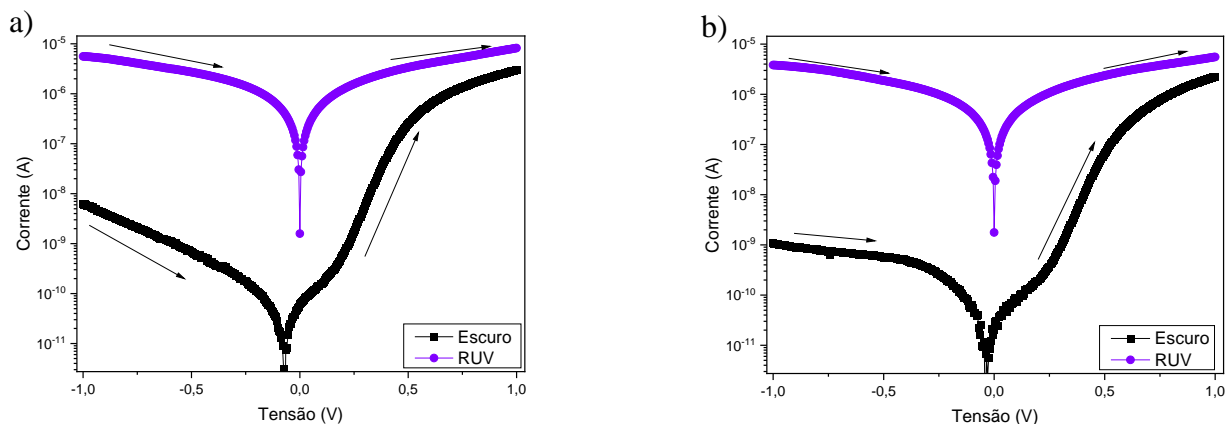 a)
10⁻⁵
10⁻⁶
10⁻⁷
10⁻⁸
10⁻⁹
10⁻¹⁰
10⁻¹¹
Corrente (A)
Escuro
RUV
-1,0 -0,5 0,0 0,5 1,0
Tensão (V)
b)
10⁻⁵
10⁻⁶
10⁻⁷
10⁻⁸
10⁻⁹
10⁻¹⁰
10⁻¹¹
Corrente (A)
Escuro
RUV
-1,0 -0,5 0,0 0,5 1,0
Tensão (V)